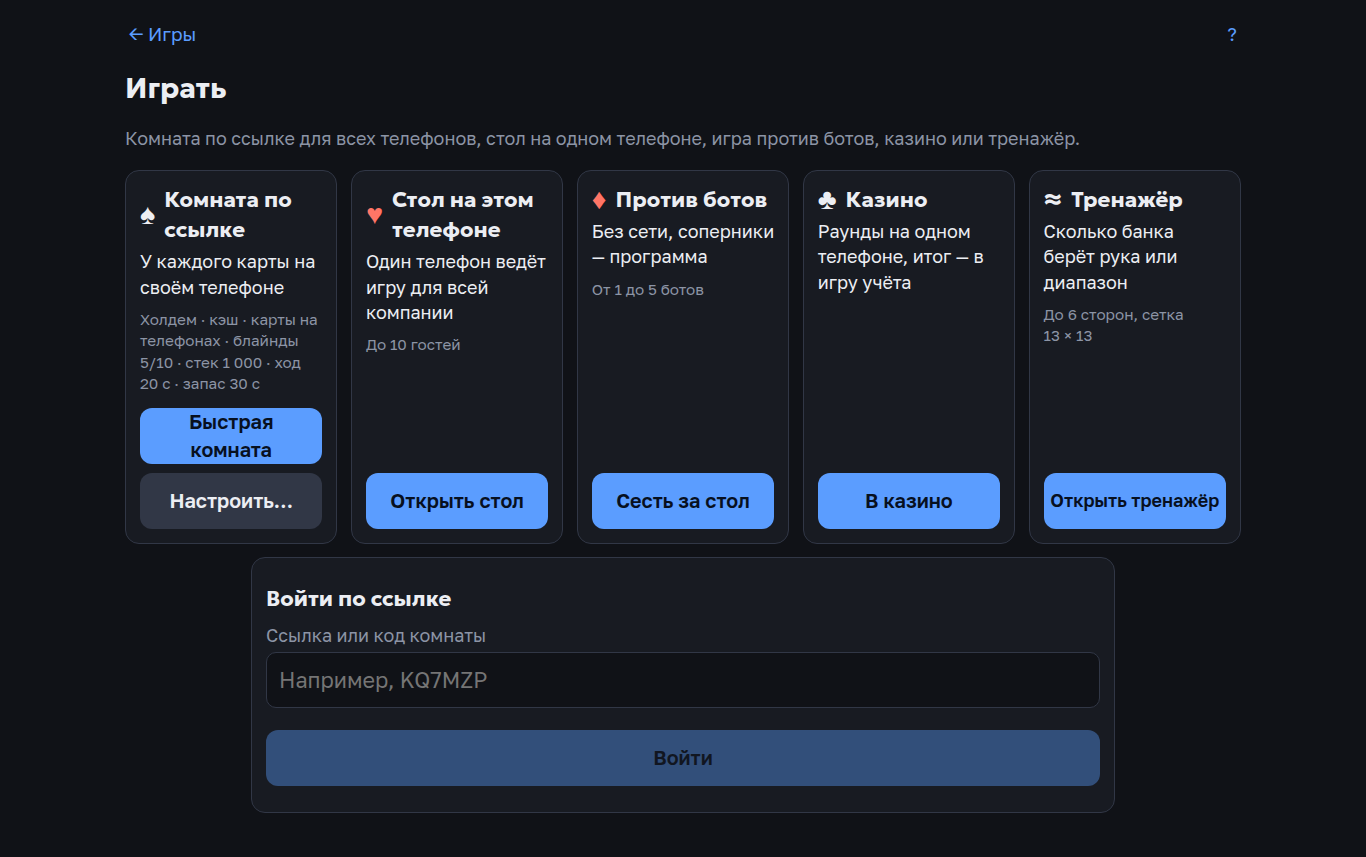 ← Игры
?
Играть
Комната по ссылке для всех телефонов, стол на одном телефоне, игра против ботов, казино или тренажёр.
♠ Комната по
ссылке
У каждого карты на
своём телефоне
Холдем · кэш · карты на
телефонах · блайнды
5/10 · стек 1 000 · ход
20 с · запас 30 с
Быстрая
комната
Настроить…
♥ Стол на этом
телефоне
Один телефон ведёт
игру для всей
компании
До 10 гостей
Открыть стол
♦ Против ботов
Без сети, соперники
— программа
От 1 до 5 ботов
Сесть за стол
♣ Казино
Раунды на одном
телефоне, итог — в
игру учёта
В казино
≈ Тренажёр
Сколько банка
берёт рука или
диапазон
До 6 сторон, сетка
13 × 13
Открыть тренажёр
Войти по ссылке
Ссылка или код комнаты
Например, KQ7MZP
Войти